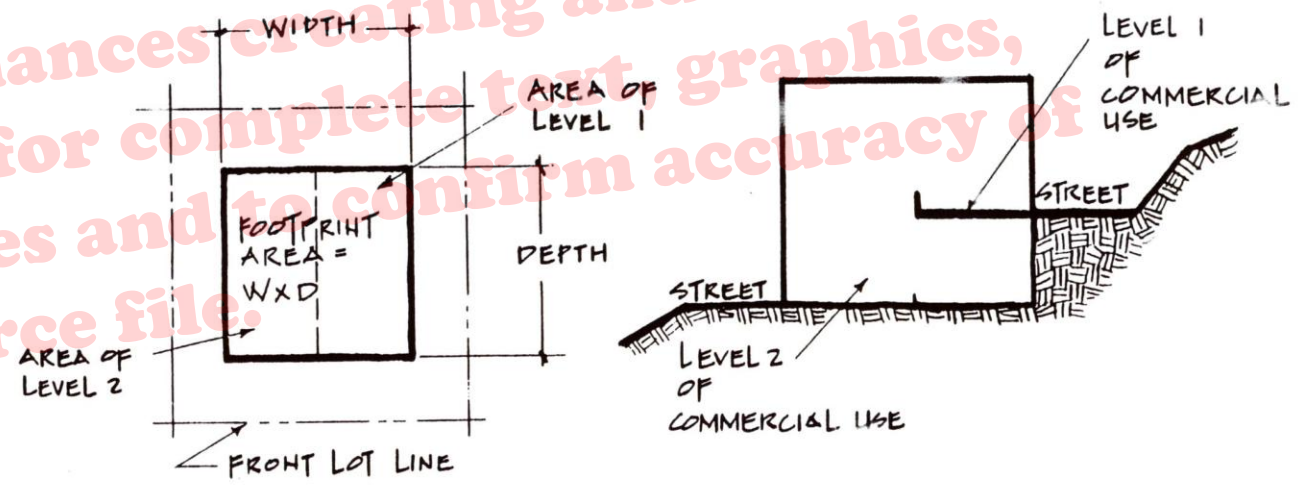 ances creating and
for complete text, graphics,
es and to confirm accuracy of
rce file.
WIDTH
AREA OF
LEVEL 1
FOOTPRINT
AREA =
WXD
DEPTH
AREA OF
LEVEL 2
FRONT LOT LINE
LEVEL 1
OF
COMMERCIAL
USE
STREET
STREET
LEVEL 2
OF
COMMERCIAL USE